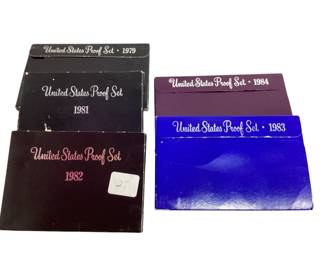 United States Proof Set · 1979
United States Proof Set
1981
United States Proof Set
1982
United States Proof Set · 1984
United States Proof Set · 1983